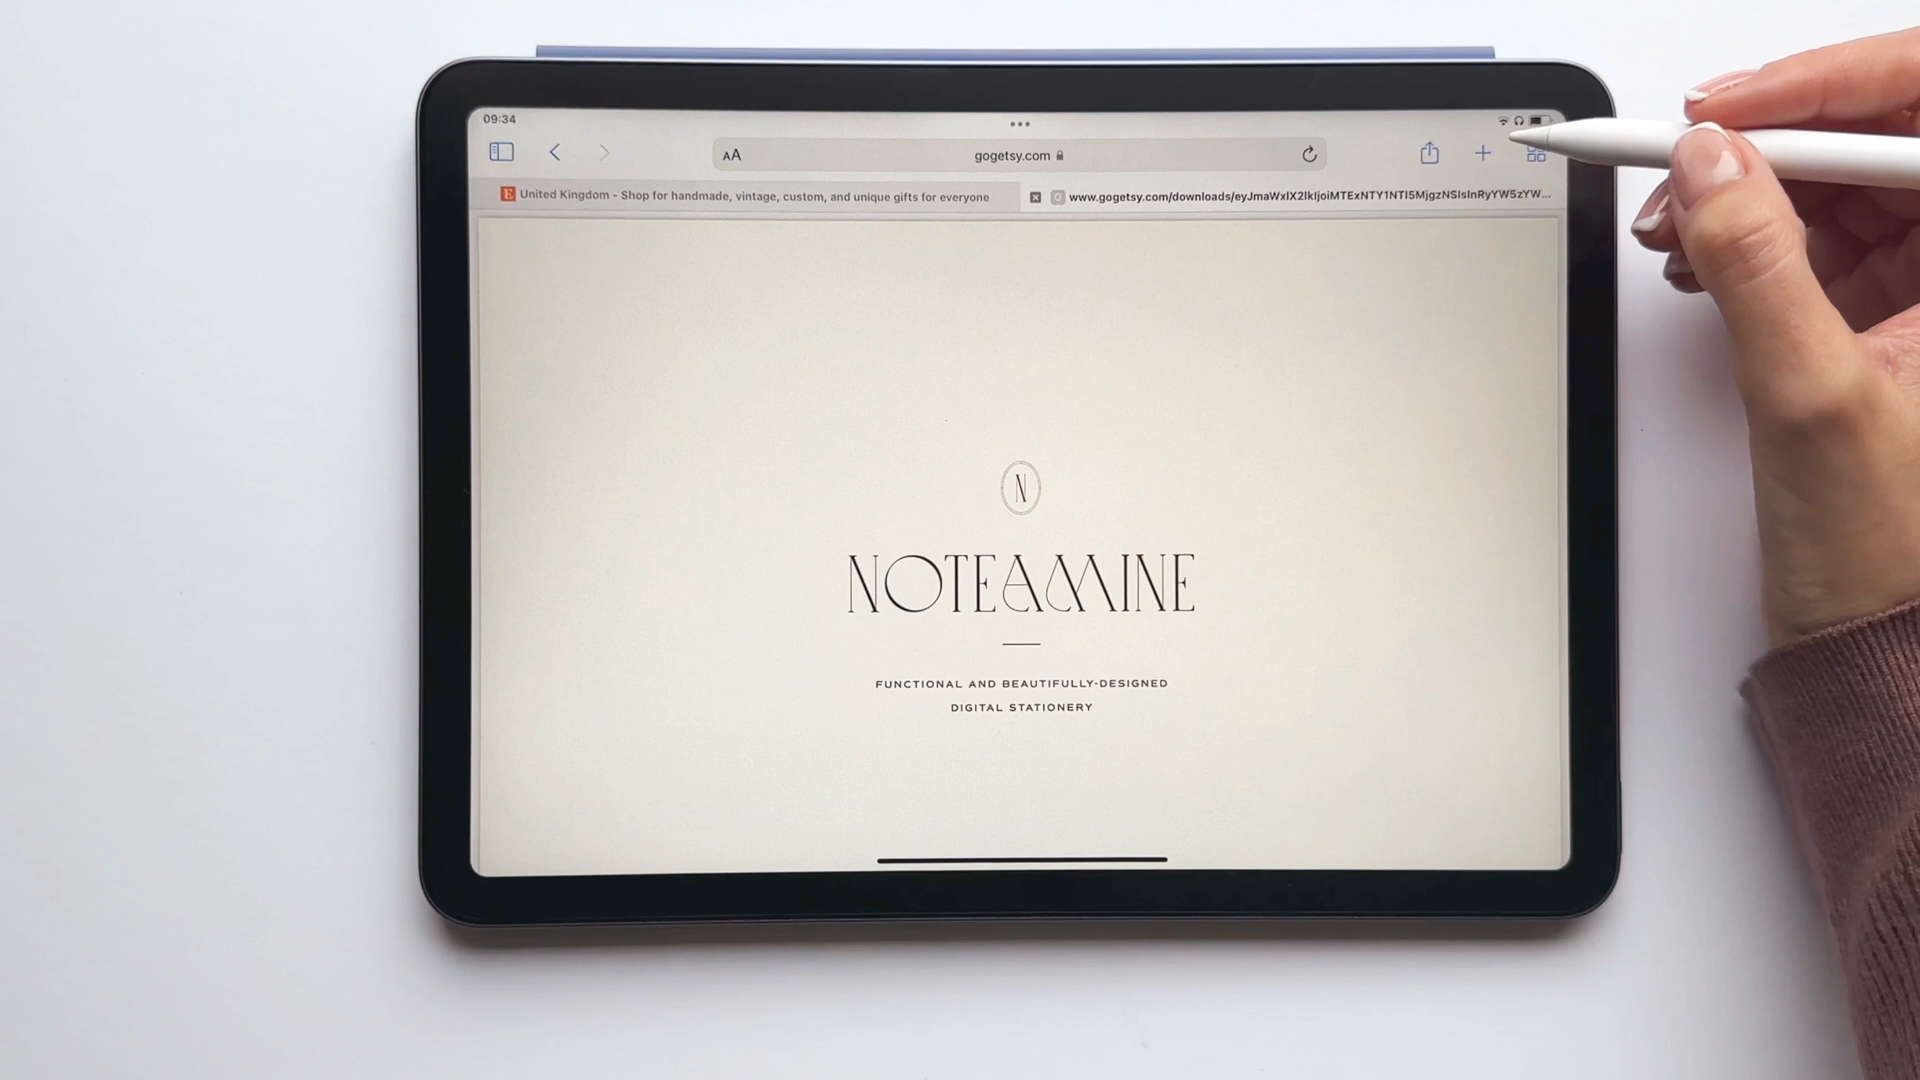 09:34
AA
gogetsy.com
United Kingdom - Shop for handmade, vintage, custom, and unique gifts for everyone
www.gogetsy.com/downloads/eyJmaWxlX2lkIjoiMTExNTY1NTI5MjgzNSIsInRyYW5zYW...
N
NOTEAMINE
FUNCTIONAL AND BEAUTIFULLY-DESIGNED
DIGITAL STATIONERY